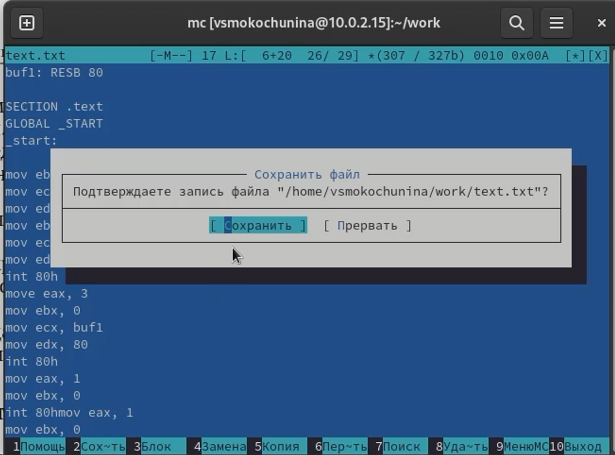 mc [vsmokochunina@10.0.2.15]:~/work
text.txt [-M--] 17 L:[ 6+20 26/ 29] *(307 / 327b) 0010 0x00A [*][X]
buf1: RESB 80
SECTION .text
GLOBAL _START
_start:
Сохранить файл
mov eb
Подтверждаете запись файла "/home/vsmokochunina/work/text.txt"?
mov ec
mov ed
mov eb
[ Сохранить ] [ Прервать ]
mov ec
mov ed
int 80h
move eax, 3
mov ebx, 0
mov ecx, buf1
mov edx, 80
int 80h
mov eax, 1
mov ebx, 0
int 80hmov eax, 1
mov ebx, 0
1Помощь 2Сох~ть 3Блок 4Замена 5Копия 6Пер~ть 7Поиск 8Уда~ть 9МенюMC 10Выход